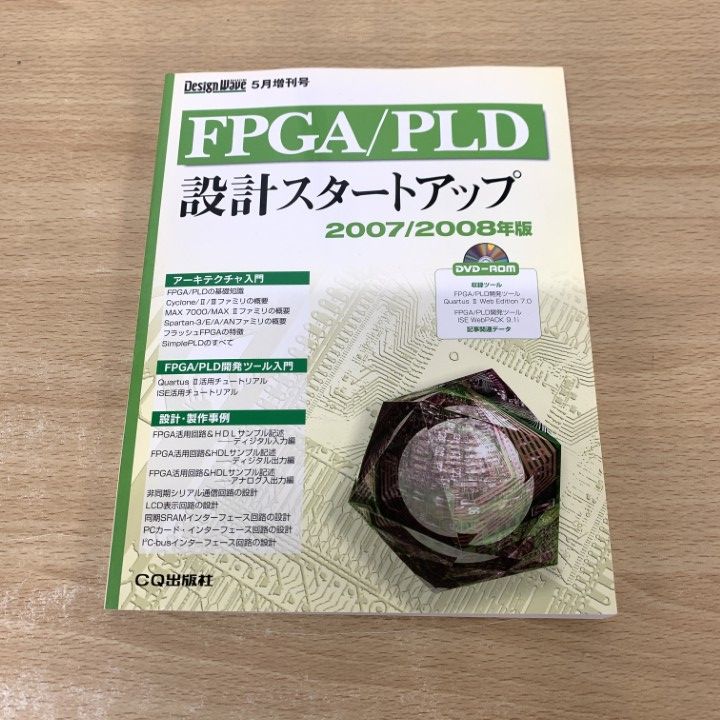 Design Wave 5月増刊号
FPGA/PLD
設計スタートアップ
2007/2008年版
DVD-ROM
収録ツール
FPGA/PLD開発ツール
Quartus Ⅱ Web Edition 7.0
FPGA/PLD開発ツール
ISE WebPACK 9.1i
記事関連データ
アーキテクチャ入門
FPGA/PLDの基礎知識
Cyclone/Ⅱ/Ⅲファミリの概要
MAX 7000/MAX Ⅱファミリの概要
Spartan-3/E/A/ANファミリの概要
フラッシュFPGAの特徴
SimplePLDのすべて
FPGA/PLD開発ツール入門
Quartus Ⅱ活用チュートリアル
ISE活用チュートリアル
設計・製作事例
FPGA活用回路&HDLサンプル記述
──ディジタル入力編
FPGA活用回路&HDLサンプル記述
──ディジタル出力編
FPGA活用回路&HDLサンプル記述
──アナログ入出力編
非同期シリアル通信回路の設計
LCD表示回路の設計
同期SRAMインターフェース回路の設計
PCカード・インターフェース回路の設計
I²C-busインターフェース回路の設計
CQ出版社